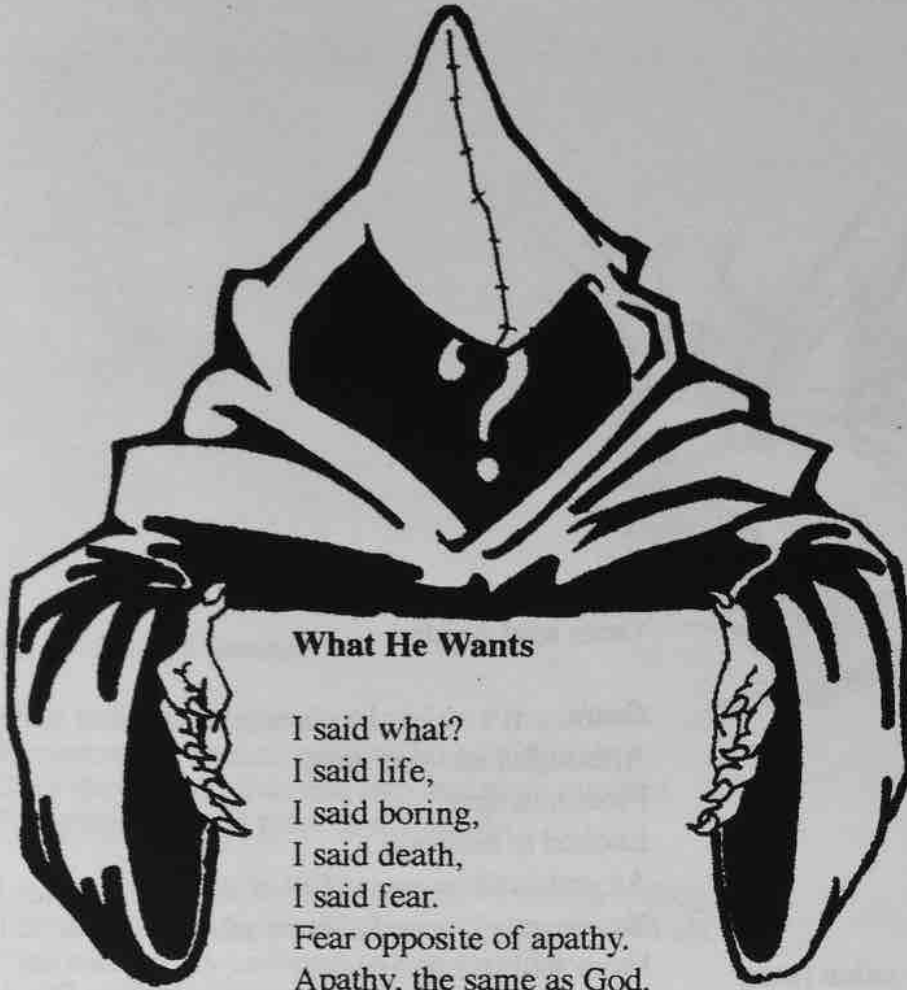 ?
What He Wants
I said what?
I said life,
I said boring,
I said death,
I said fear.
Fear opposite of apathy.
Apathy, the same as God.